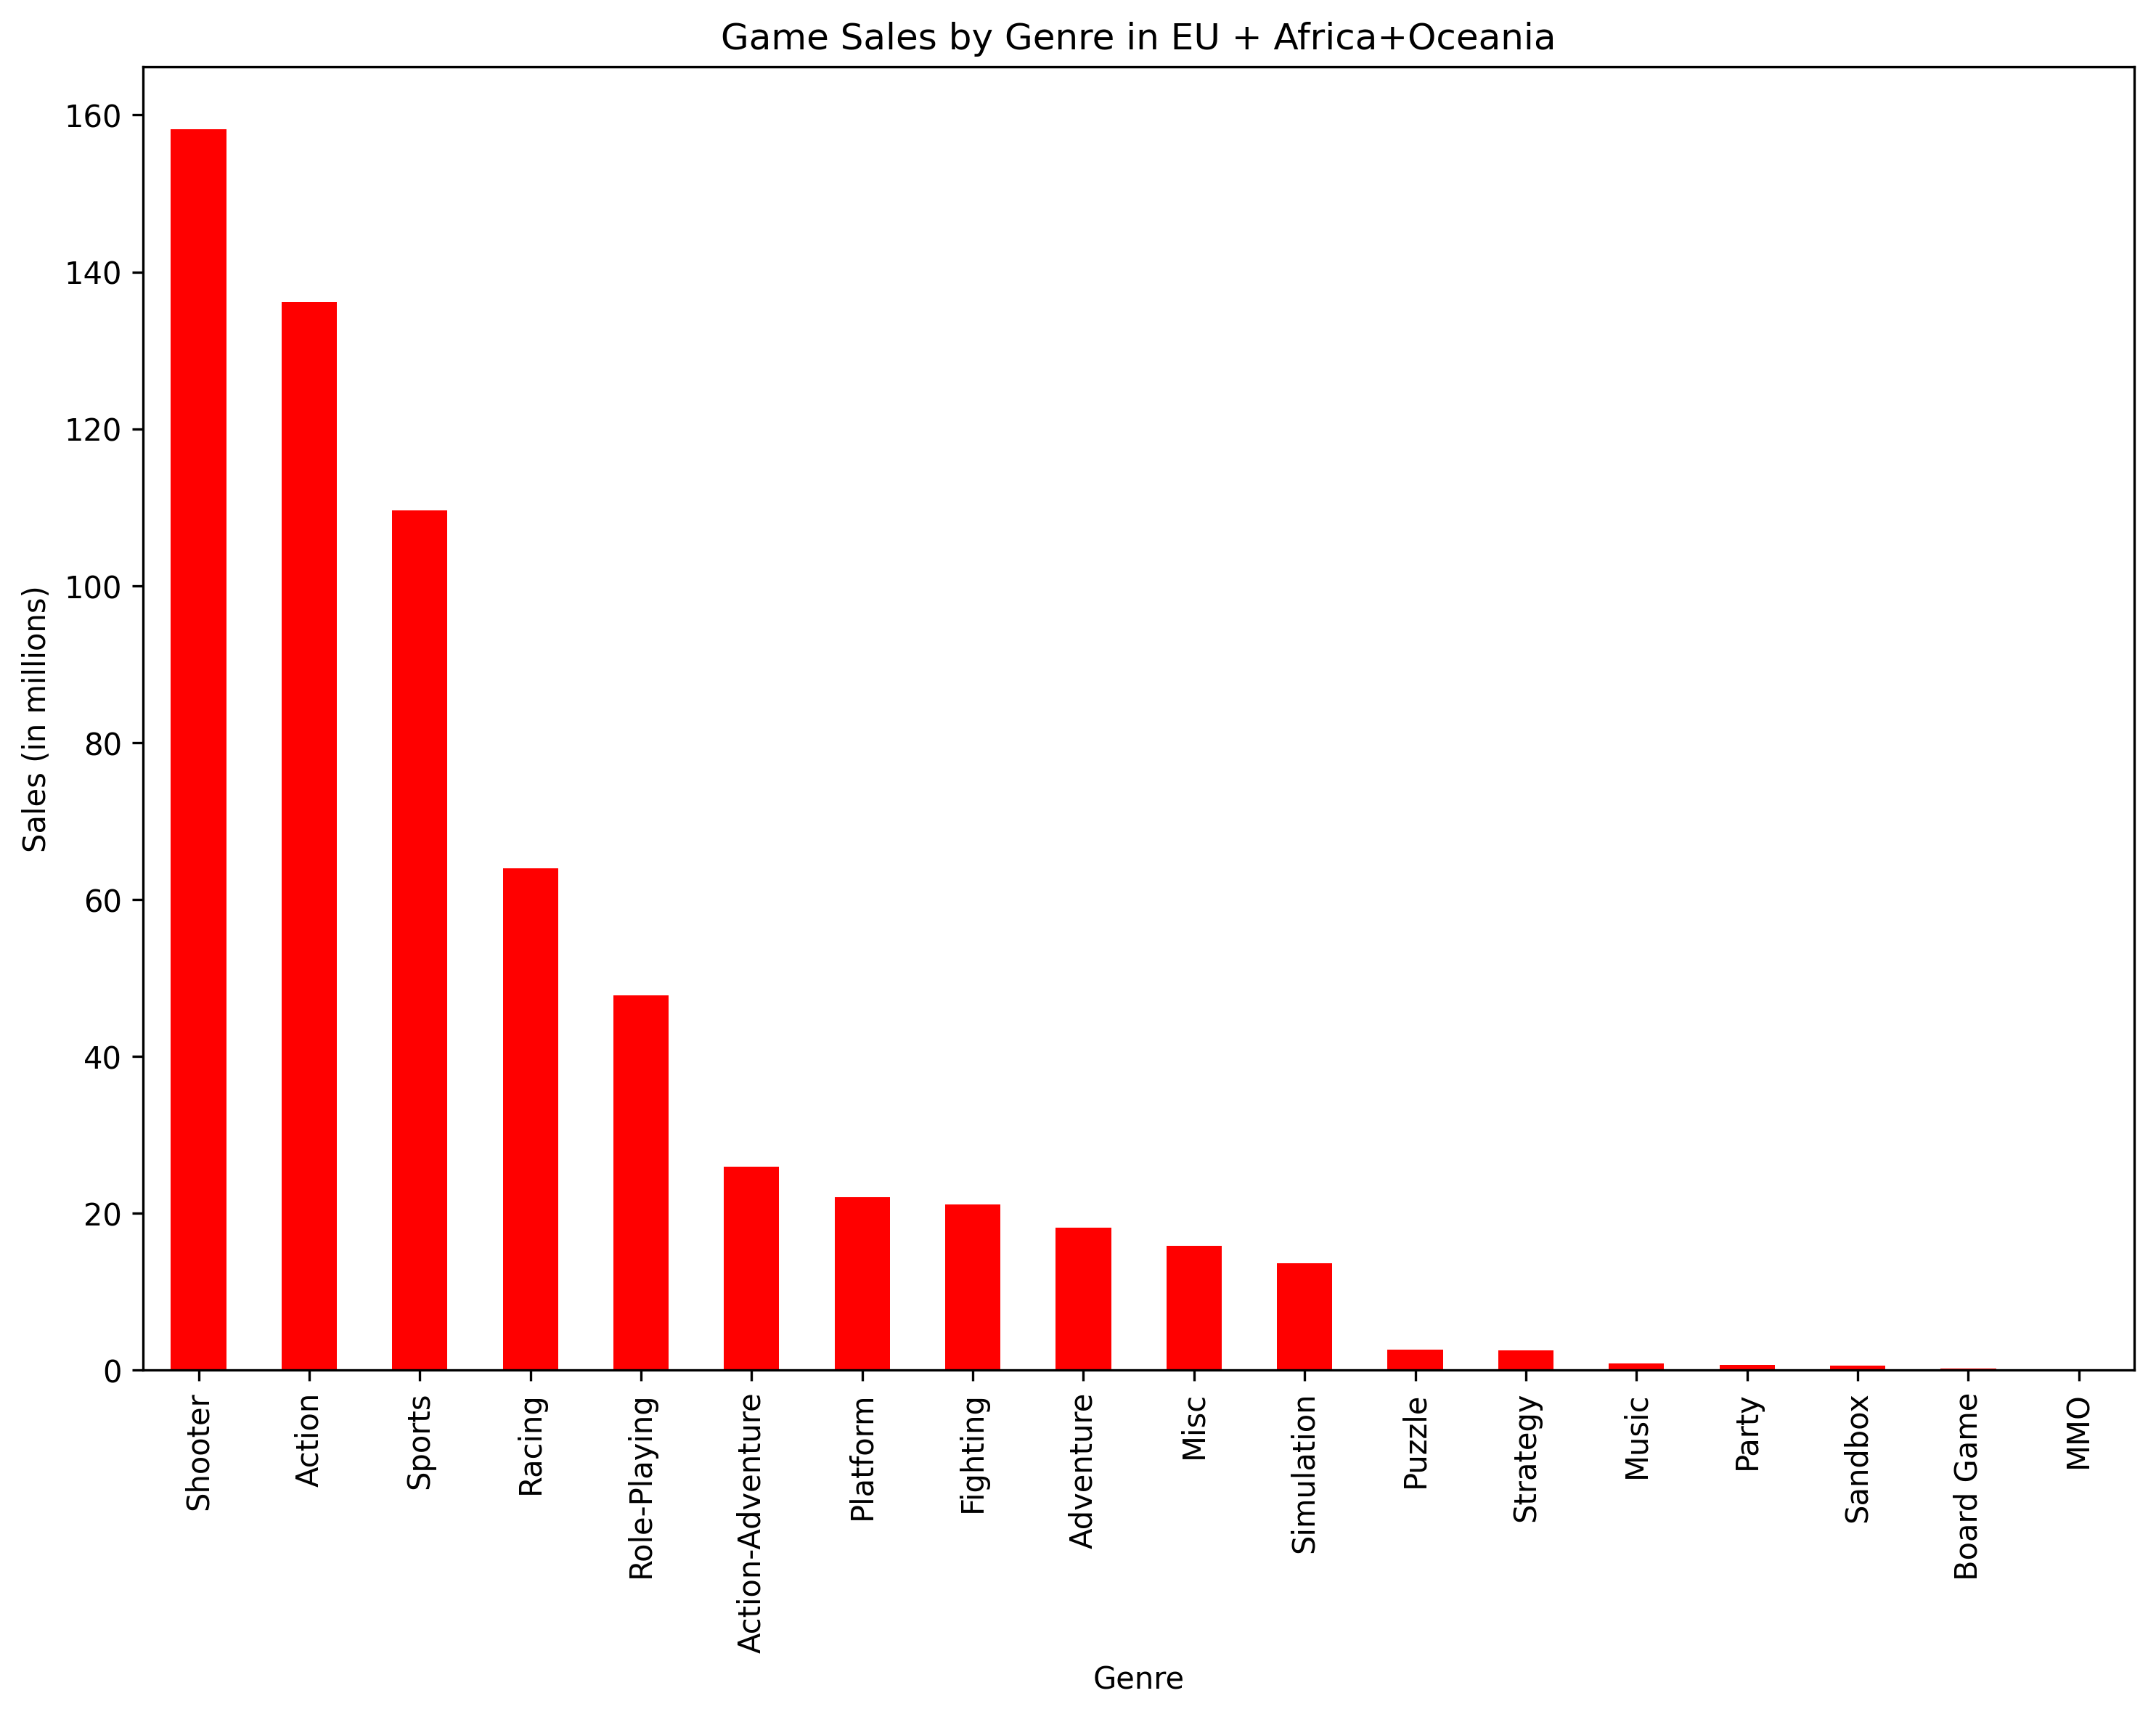 Game Sales by Genre in EU + Africa+Oceania
Sales (in millions)
160
140
120
100
80
60
40
20
0
Shooter
Action
Sports
Racing
Role-Playing
Action-Adventure
Platform
Fighting
Adventure
Misc
Simulation
Puzzle
Strategy
Music
Party
Sandbox
Board Game
MMO
Genre